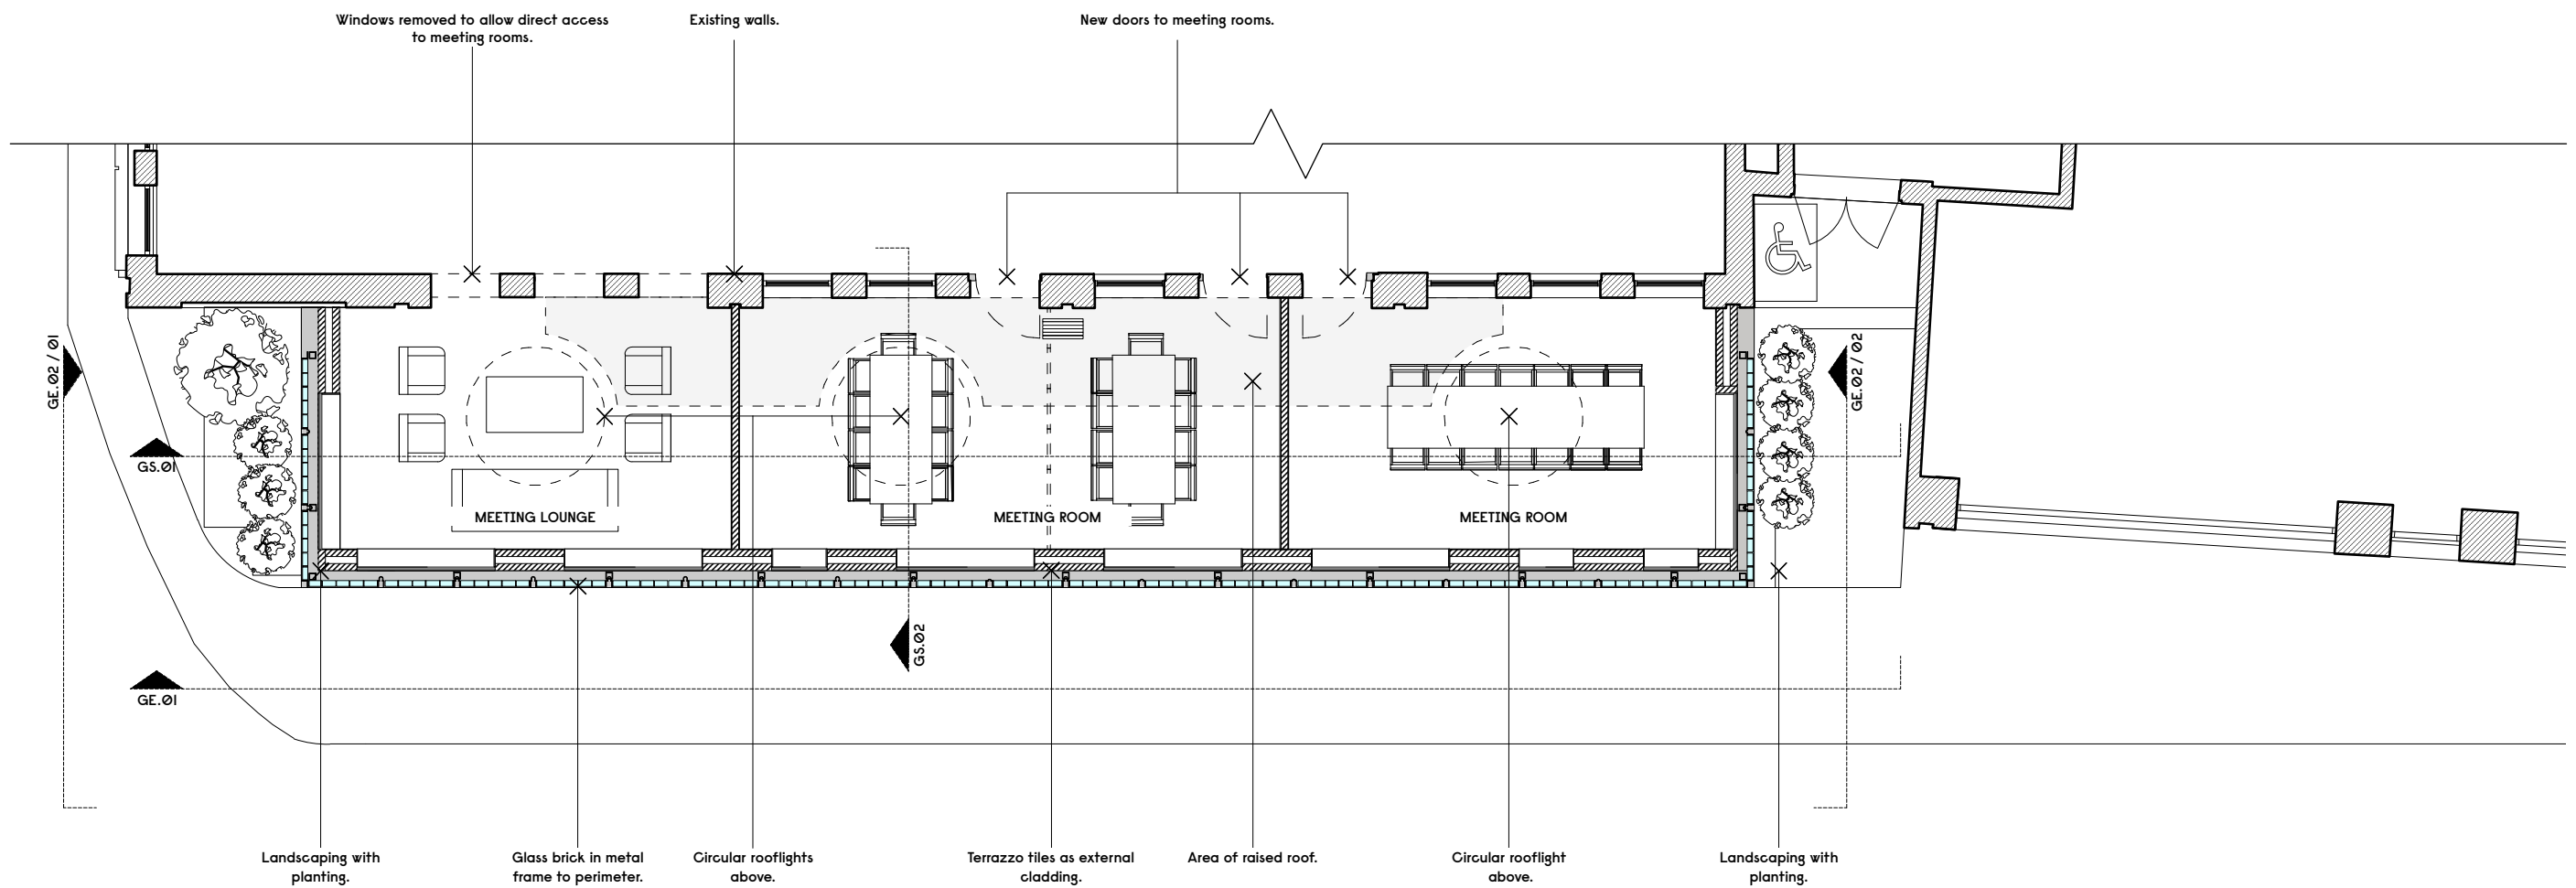 Windows removed to allow direct access
to meeting rooms.
Existing walls.
New doors to meeting rooms.
GE.02 / 01
GE.02 / 02
GS.01
MEETING LOUNGE
MEETING ROOM
MEETING ROOM
GS.02
GE.01
Landscaping with
planting.
Glass brick in metal
frame to perimeter.
Circular rooflights
above.
Terrazzo tiles as external
cladding.
Area of raised roof.
Circular rooflight
above.
Landscaping with
planting.